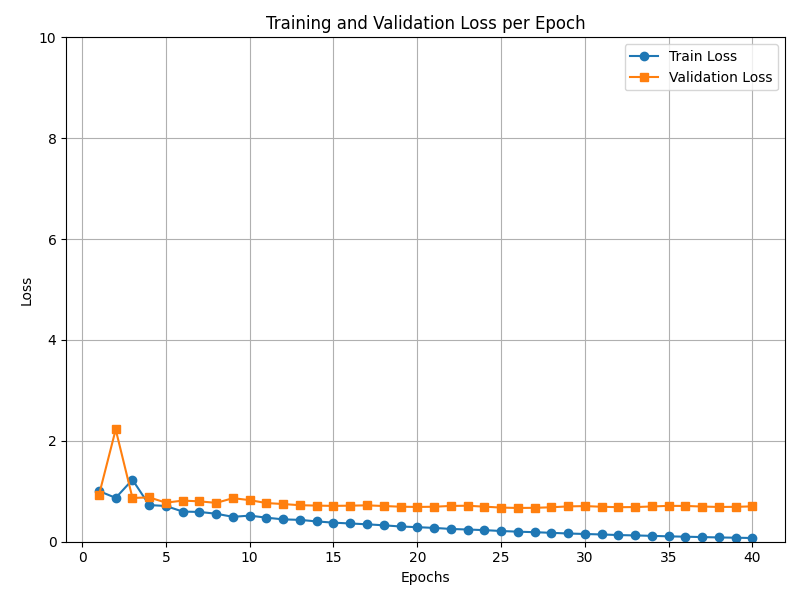 Training and Validation Loss per Epoch
Train Loss
Validation Loss
10
8
6
4
2
0
Loss
0 5 10 15 20 25 30 35 40
Epochs